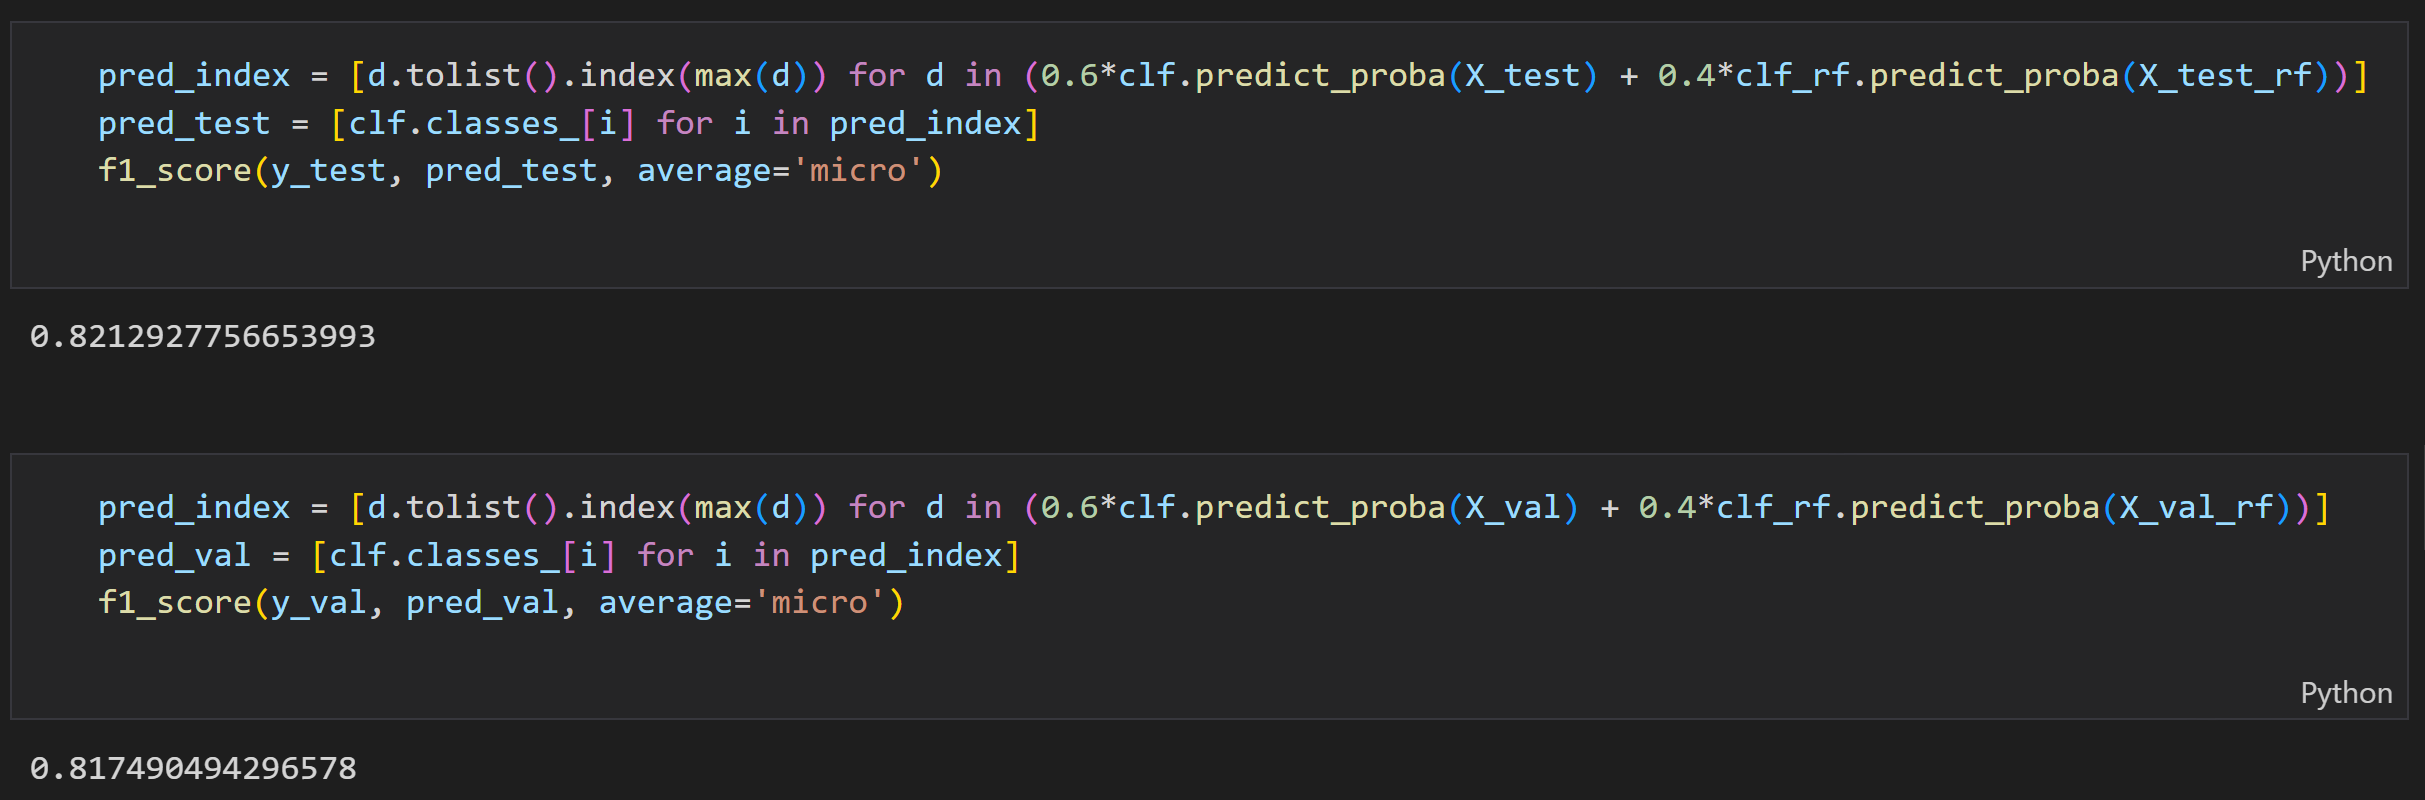 pred_index = [d.tolist().index(max(d)) for d in (0.6*clf.predict_proba(X_test) + 0.4*clf_rf.predict_proba(X_test_rf))]
pred_test = [clf.classes_[i] for i in pred_index]
f1_score(y_test, pred_test, average='micro')
Python
0.8212927756653993
pred_index = [d.tolist().index(max(d)) for d in (0.6*clf.predict_proba(X_val) + 0.4*clf_rf.predict_proba(X_val_rf))]
pred_val = [clf.classes_[i] for i in pred_index]
f1_score(y_val, pred_val, average='micro')
Python
0.817490494296578